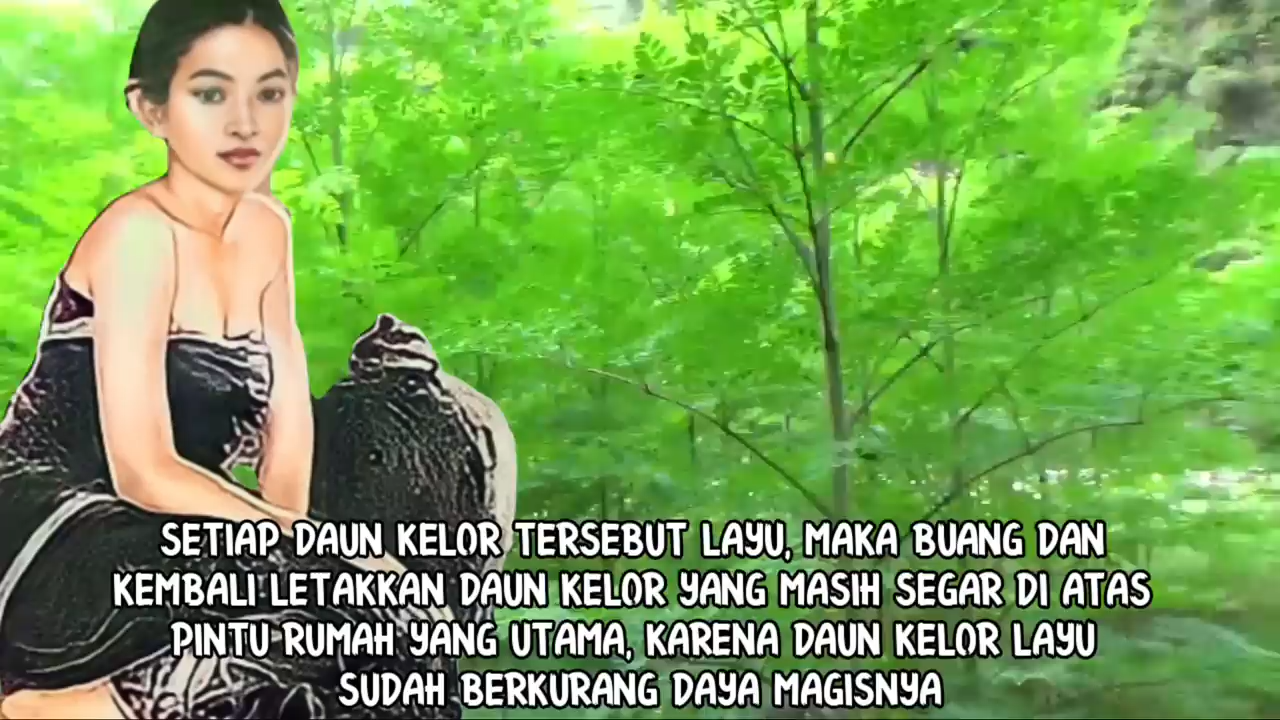 SETIAP DAUN KELOR TERSEBUT LAYU, MAKA BUANG DAN
KEMBALI LETAKKAN DAUN KELOR YANG MASIH SEGAR DI ATAS
PINTU RUMAH YANG UTAMA, KARENA DAUN KELOR LAYU
SUDAH BERKURANG DAYA MAGISNYA